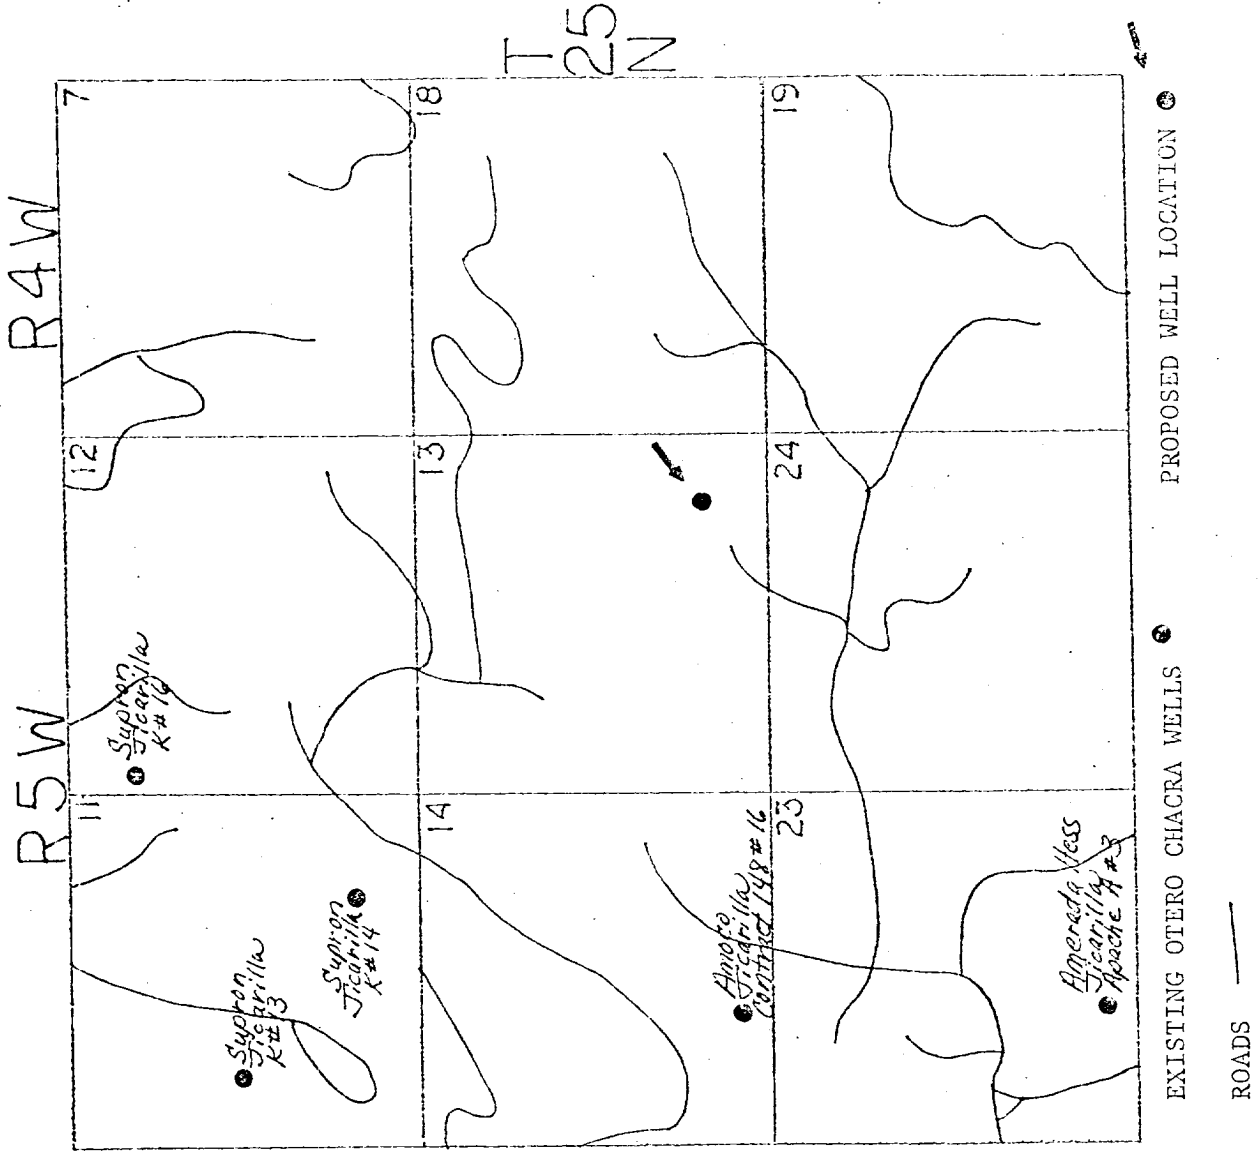 R5W
R4W
T
25
N
11
12
7
14
13
18
23
24
19
Supron
Jicarilla
K#13
Supron
Jicarilla
K#14
Supron
Jicarilla
K#16
Amoco
Jicarilla
Contract 148#16
Amerada Hess
Jicarilla
Apache A #3
EXISTING OTERO CHACRA WELLS
PROPOSED WELL LOCATION
ROADS